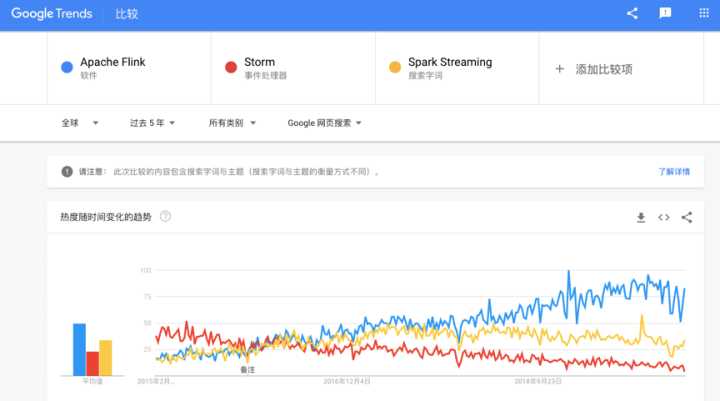 Google Trends 比较
Apache Flink
软件
Storm
事件处理器
Spark Streaming
搜索字词
+ 添加比较项
全球 过去 5 年 所有类别 Google 网页搜索
! 请注意： 此次比较的内容包含搜索字词与主题（搜索字词与主题的衡量方式不同）。 了解详情
热度随时间变化的趋势 ?
100
75
50
25
备注
平均值 2015年2月... 2016年12月4日 2018年9月23日